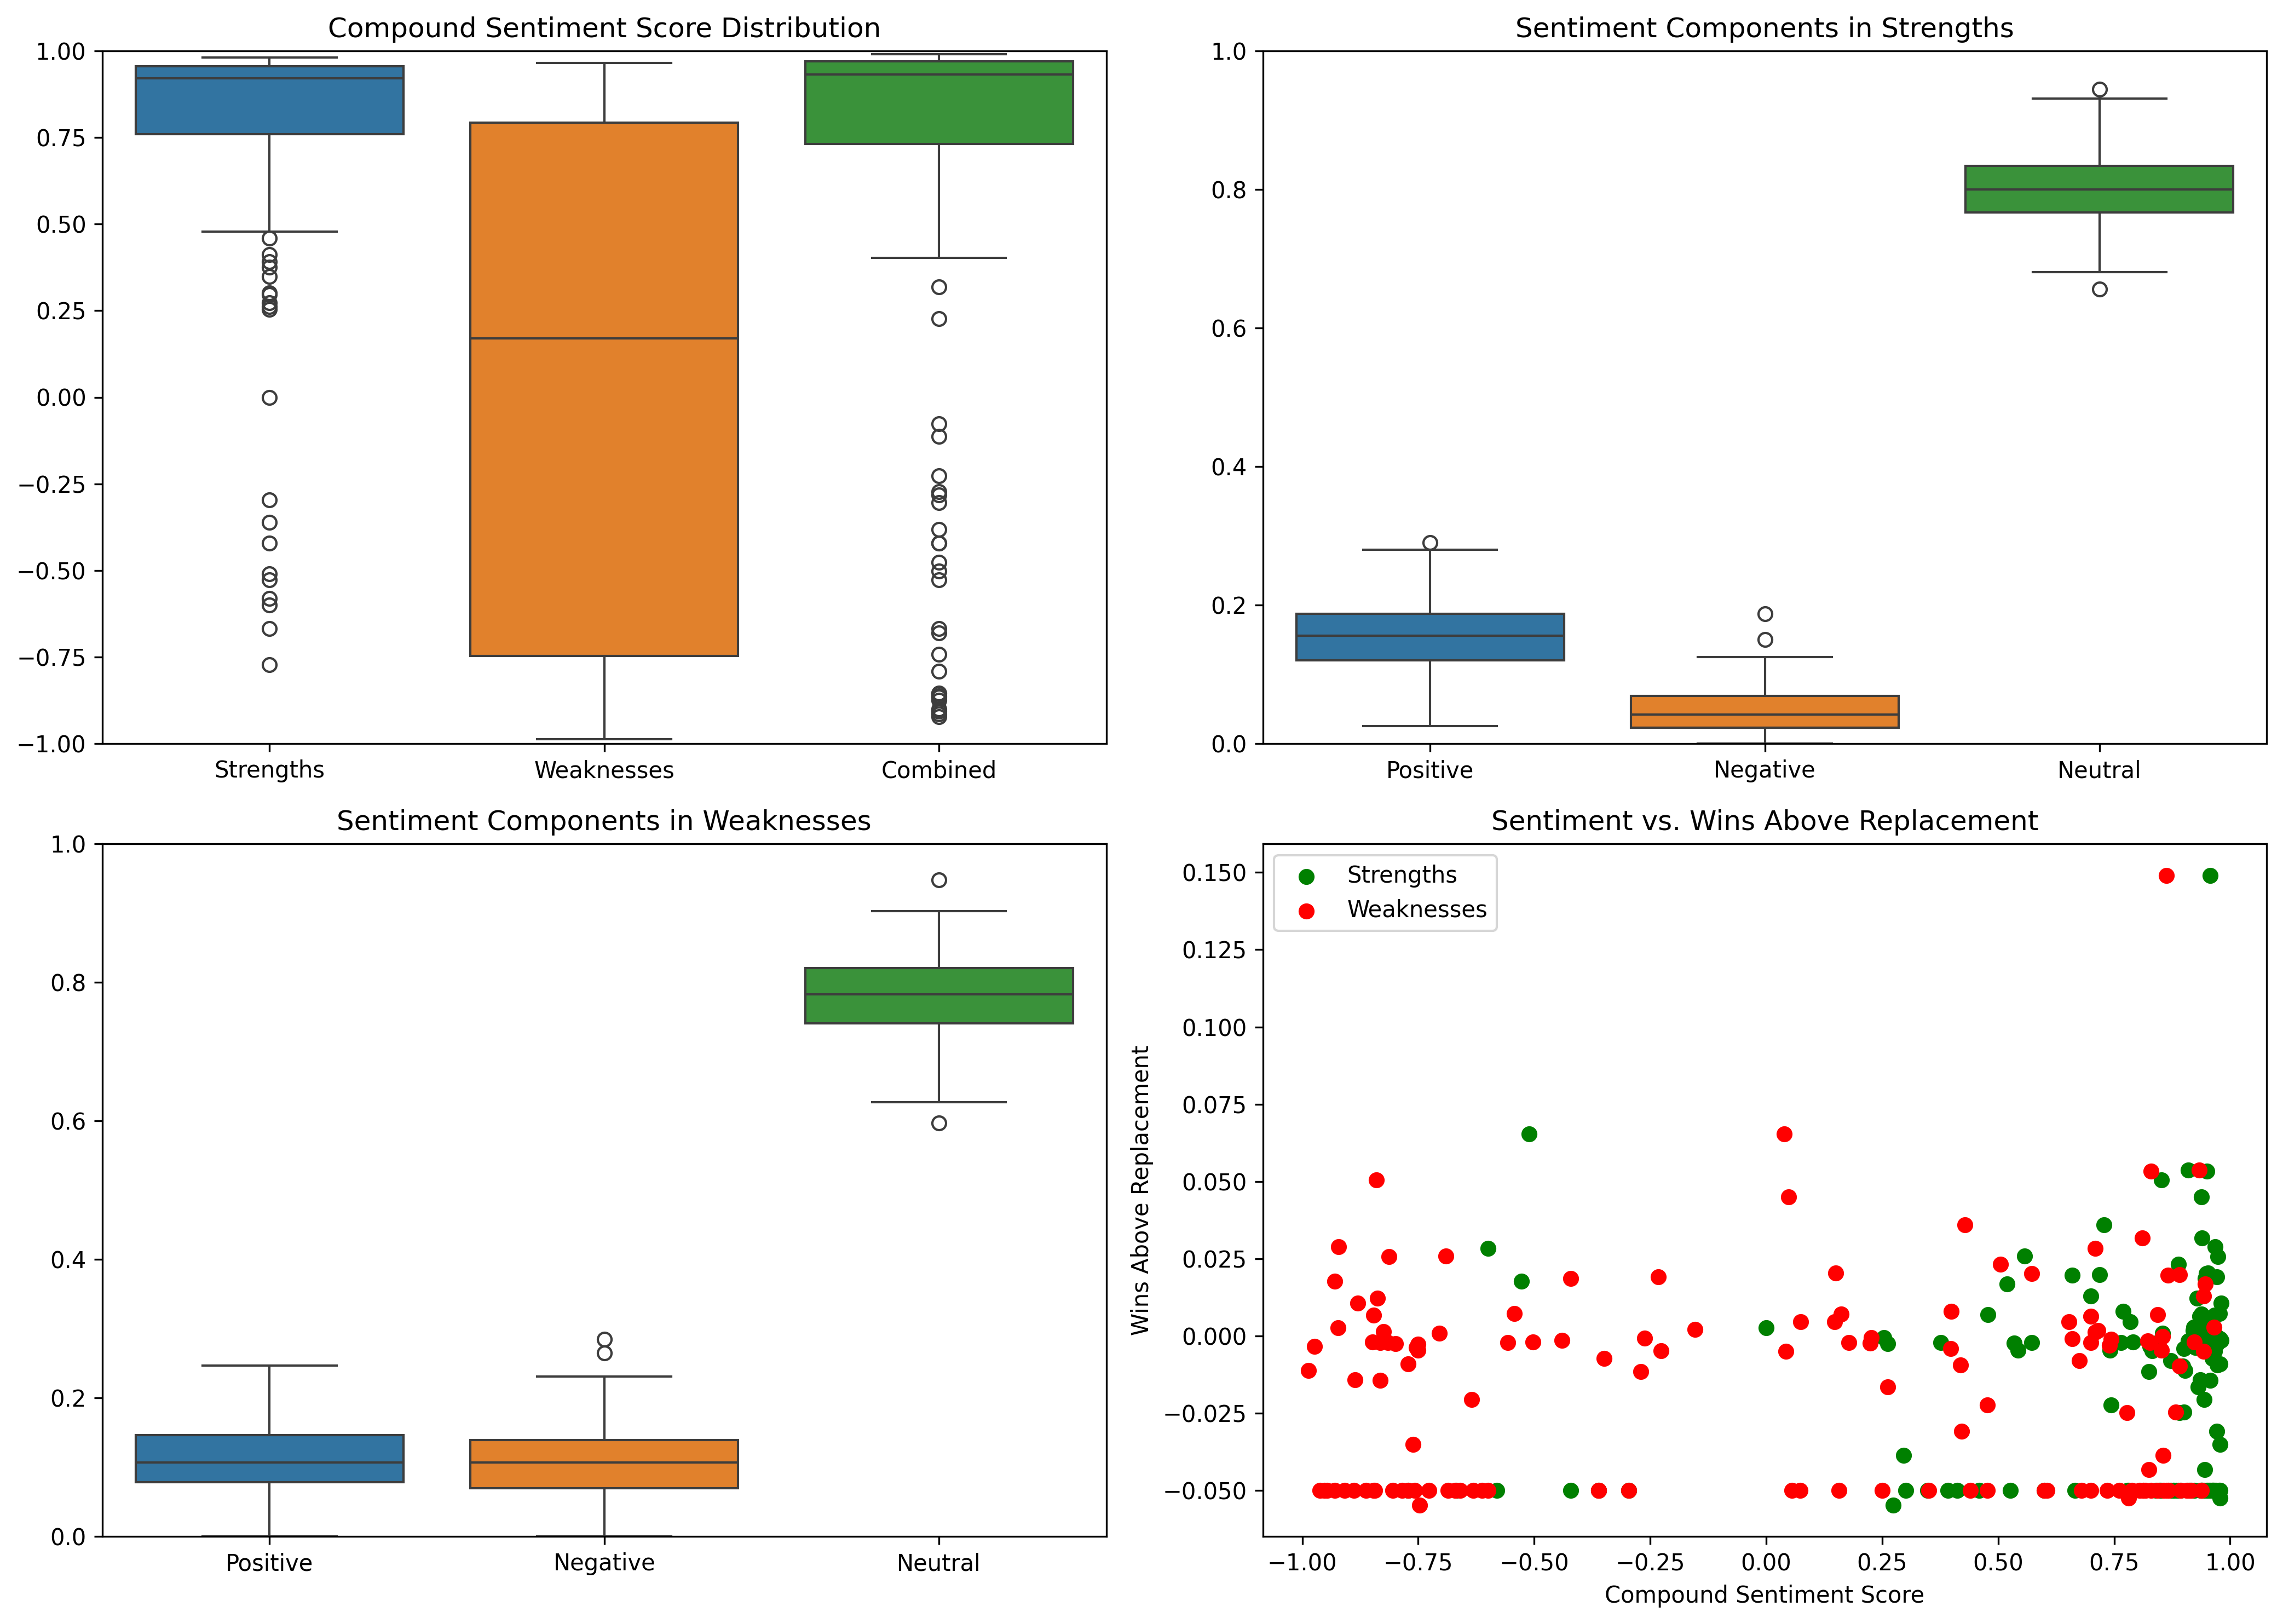 Compound Sentiment Score Distribution
1.00
0.75
0.50
0.25
0.00
−0.25
−0.50
−0.75
−1.00
Strengths
Weaknesses
Combined
Sentiment Components in Strengths
1.0
0.8
0.6
0.4
0.2
0.0
Positive
Negative
Neutral
Sentiment Components in Weaknesses
1.0
0.8
0.6
0.4
0.2
0.0
Positive
Negative
Neutral
Sentiment vs. Wins Above Replacement
Strengths
Weaknesses
Wins Above Replacement
0.150
0.125
0.100
0.075
0.050
0.025
0.000
−0.025
−0.050
−1.00
−0.75
−0.50
−0.25
0.00
0.25
0.50
0.75
1.00
Compound Sentiment Score